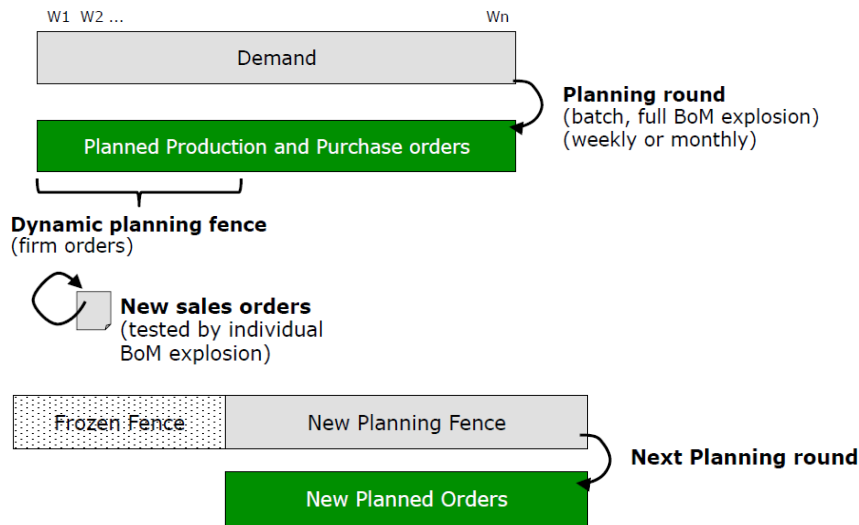 W1 W2 ... Wn
Demand
Planning round
(batch, full BoM explosion)
(weekly or monthly)
Planned Production and Purchase orders
Dynamic planning fence
(firm orders)
New sales orders
(tested by individual
BoM explosion)
Frozen Fence
New Planning Fence
Next Planning round
New Planned Orders